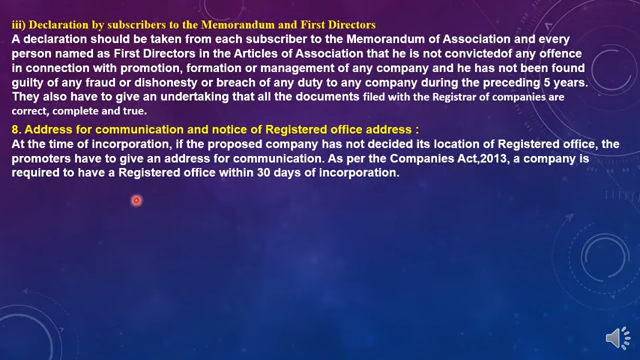 iii) Declaration by subscribers to the Memorandum and First Directors
A declaration should be taken from each subscriber to the Memorandum of Association and every
person named as First Directors in the Articles of Association that he is not convictedof any offence
in connection with promotion, formation or management of any company and he has not been found
guilty of any fraud or dishonesty or breach of any duty to any company during the preceding 5 years.
They also have to give an undertaking that all the documents filed with the Registrar of companies are
correct, complete and true.
8. Address for communication and notice of Registered office address :
At the time of incorporation, if the proposed company has not decided its location of Registered office, the
promoters have to give an address for communication. As per the Companies Act,2013, a company is
required to have a Registered office within 30 days of incorporation.